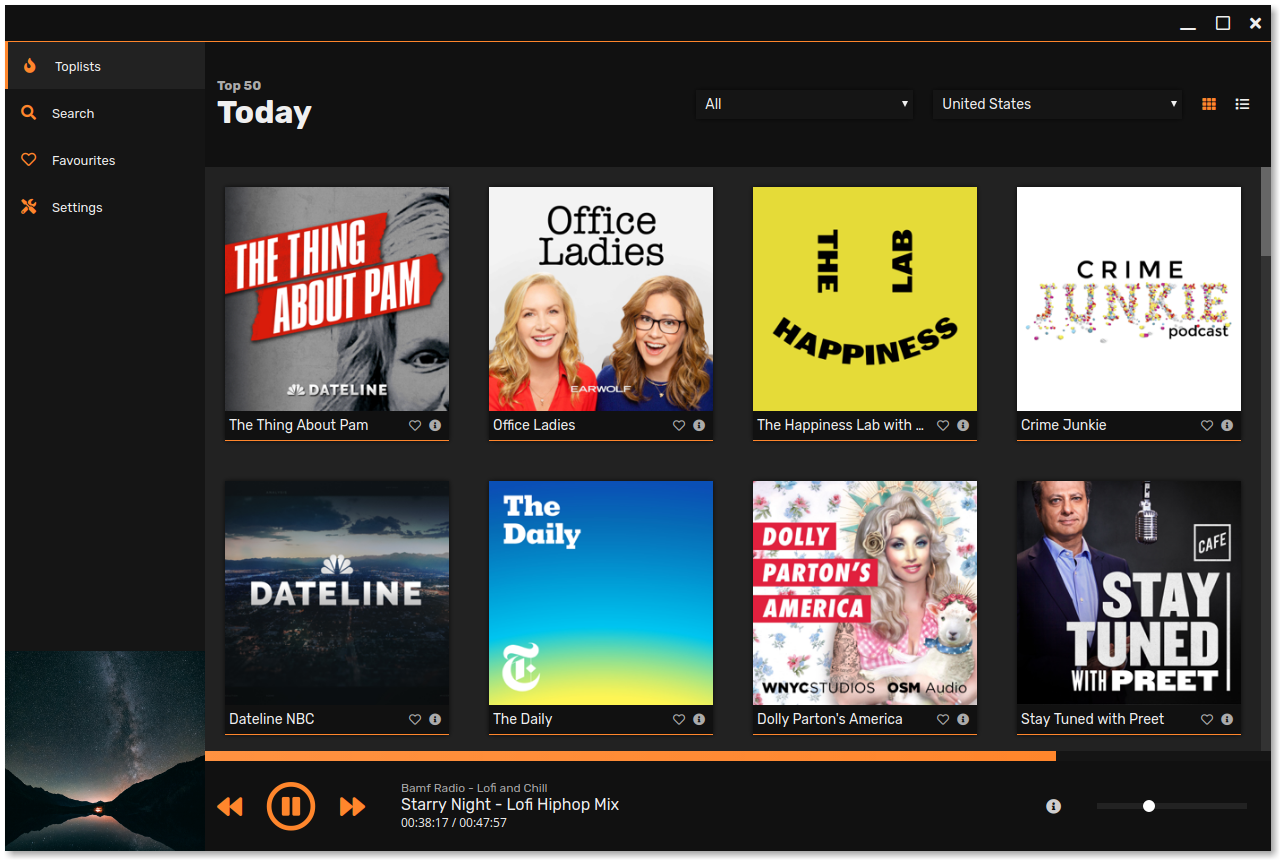 Toplists
Search
Favourites
Settings
Top 50
Today
All
United States
THE THING
ABOUT PAM
DATELINE
The Thing About Pam
Office
Ladies
EARWOLF
Office Ladies
THE
LAB
HAPPINESS
The Happiness Lab with ...
CRIME
JUNKIE
podcast
Crime Junkie
DATELINE
Dateline NBC
The
Daily
T
The Daily
DOLLY
PARTON'S
AMERICA
WNYCSTUDIOS OSM Audio
Dolly Parton's America
CAFE
STAY
TUNED
WITH PREET
Stay Tuned with Preet
Bamf Radio - Lofi and Chill
Starry Night - Lofi Hiphop Mix
00:38:17 / 00:47:57